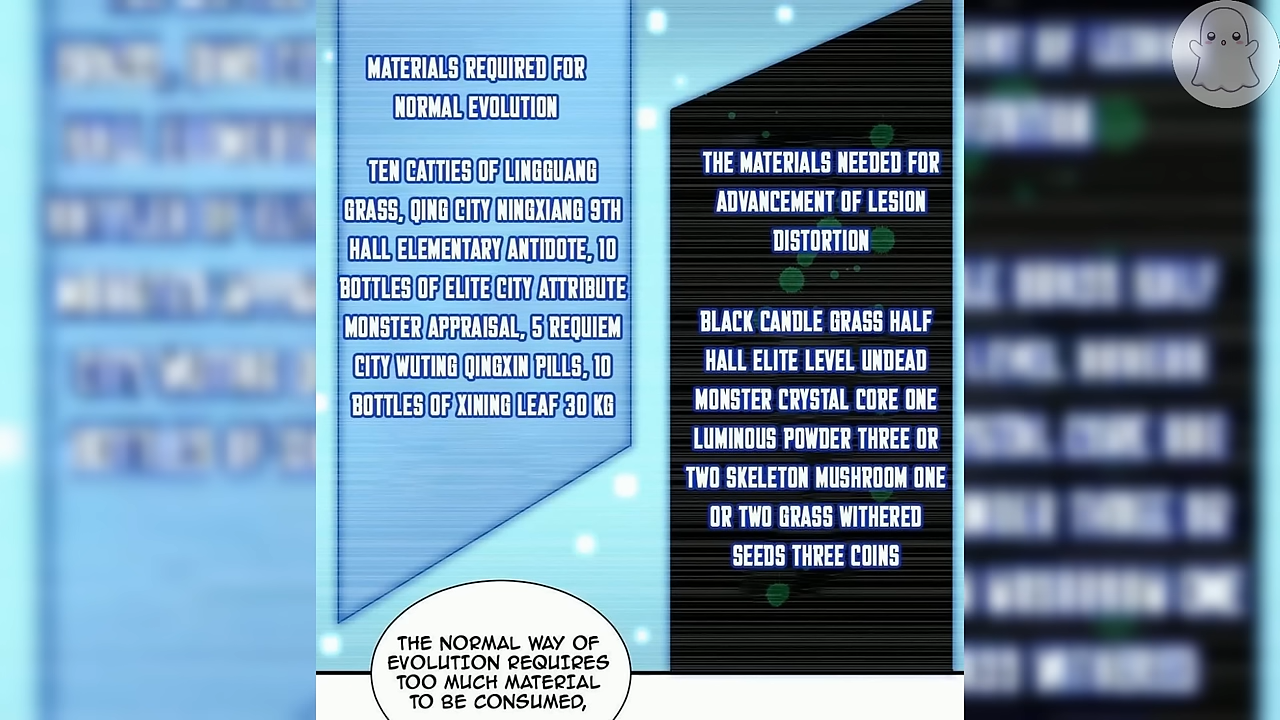 MATERIALS REQUIRED FOR
NORMAL EVOLUTION
TEN CATTIES OF LINGGUANG
GRASS, QING CITY NINGXIANG 9TH
HALL ELEMENTARY ANTIDOTE, 10
BOTTLES OF ELITE CITY ATTRIBUTE
MONSTER APPRAISAL, 5 REQUIEM
CITY WUTING QINGXIN PILLS, 10
BOTTLES OF XINING LEAF 30 KG
THE MATERIALS NEEDED FOR
ADVANCEMENT OF LESION
DISTORTION
BLACK CANDLE GRASS HALF
HALL ELITE LEVEL UNDEAD
MONSTER CRYSTAL CORE ONE
LUMINOUS POWDER THREE OR
TWO SKELETON MUSHROOM ONE
OR TWO GRASS WITHERED
SEEDS THREE COINS
THE NORMAL WAY OF
EVOLUTION REQUIRES
TOO MUCH MATERIAL
TO BE CONSUMED,